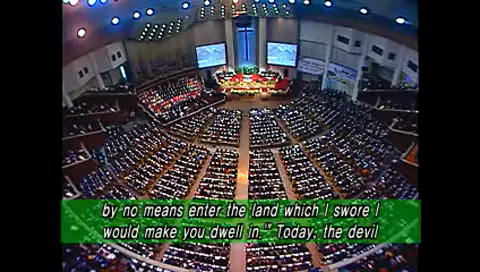 by no means enter the land which I swore I
would make you dwell in.'" Today, the devil